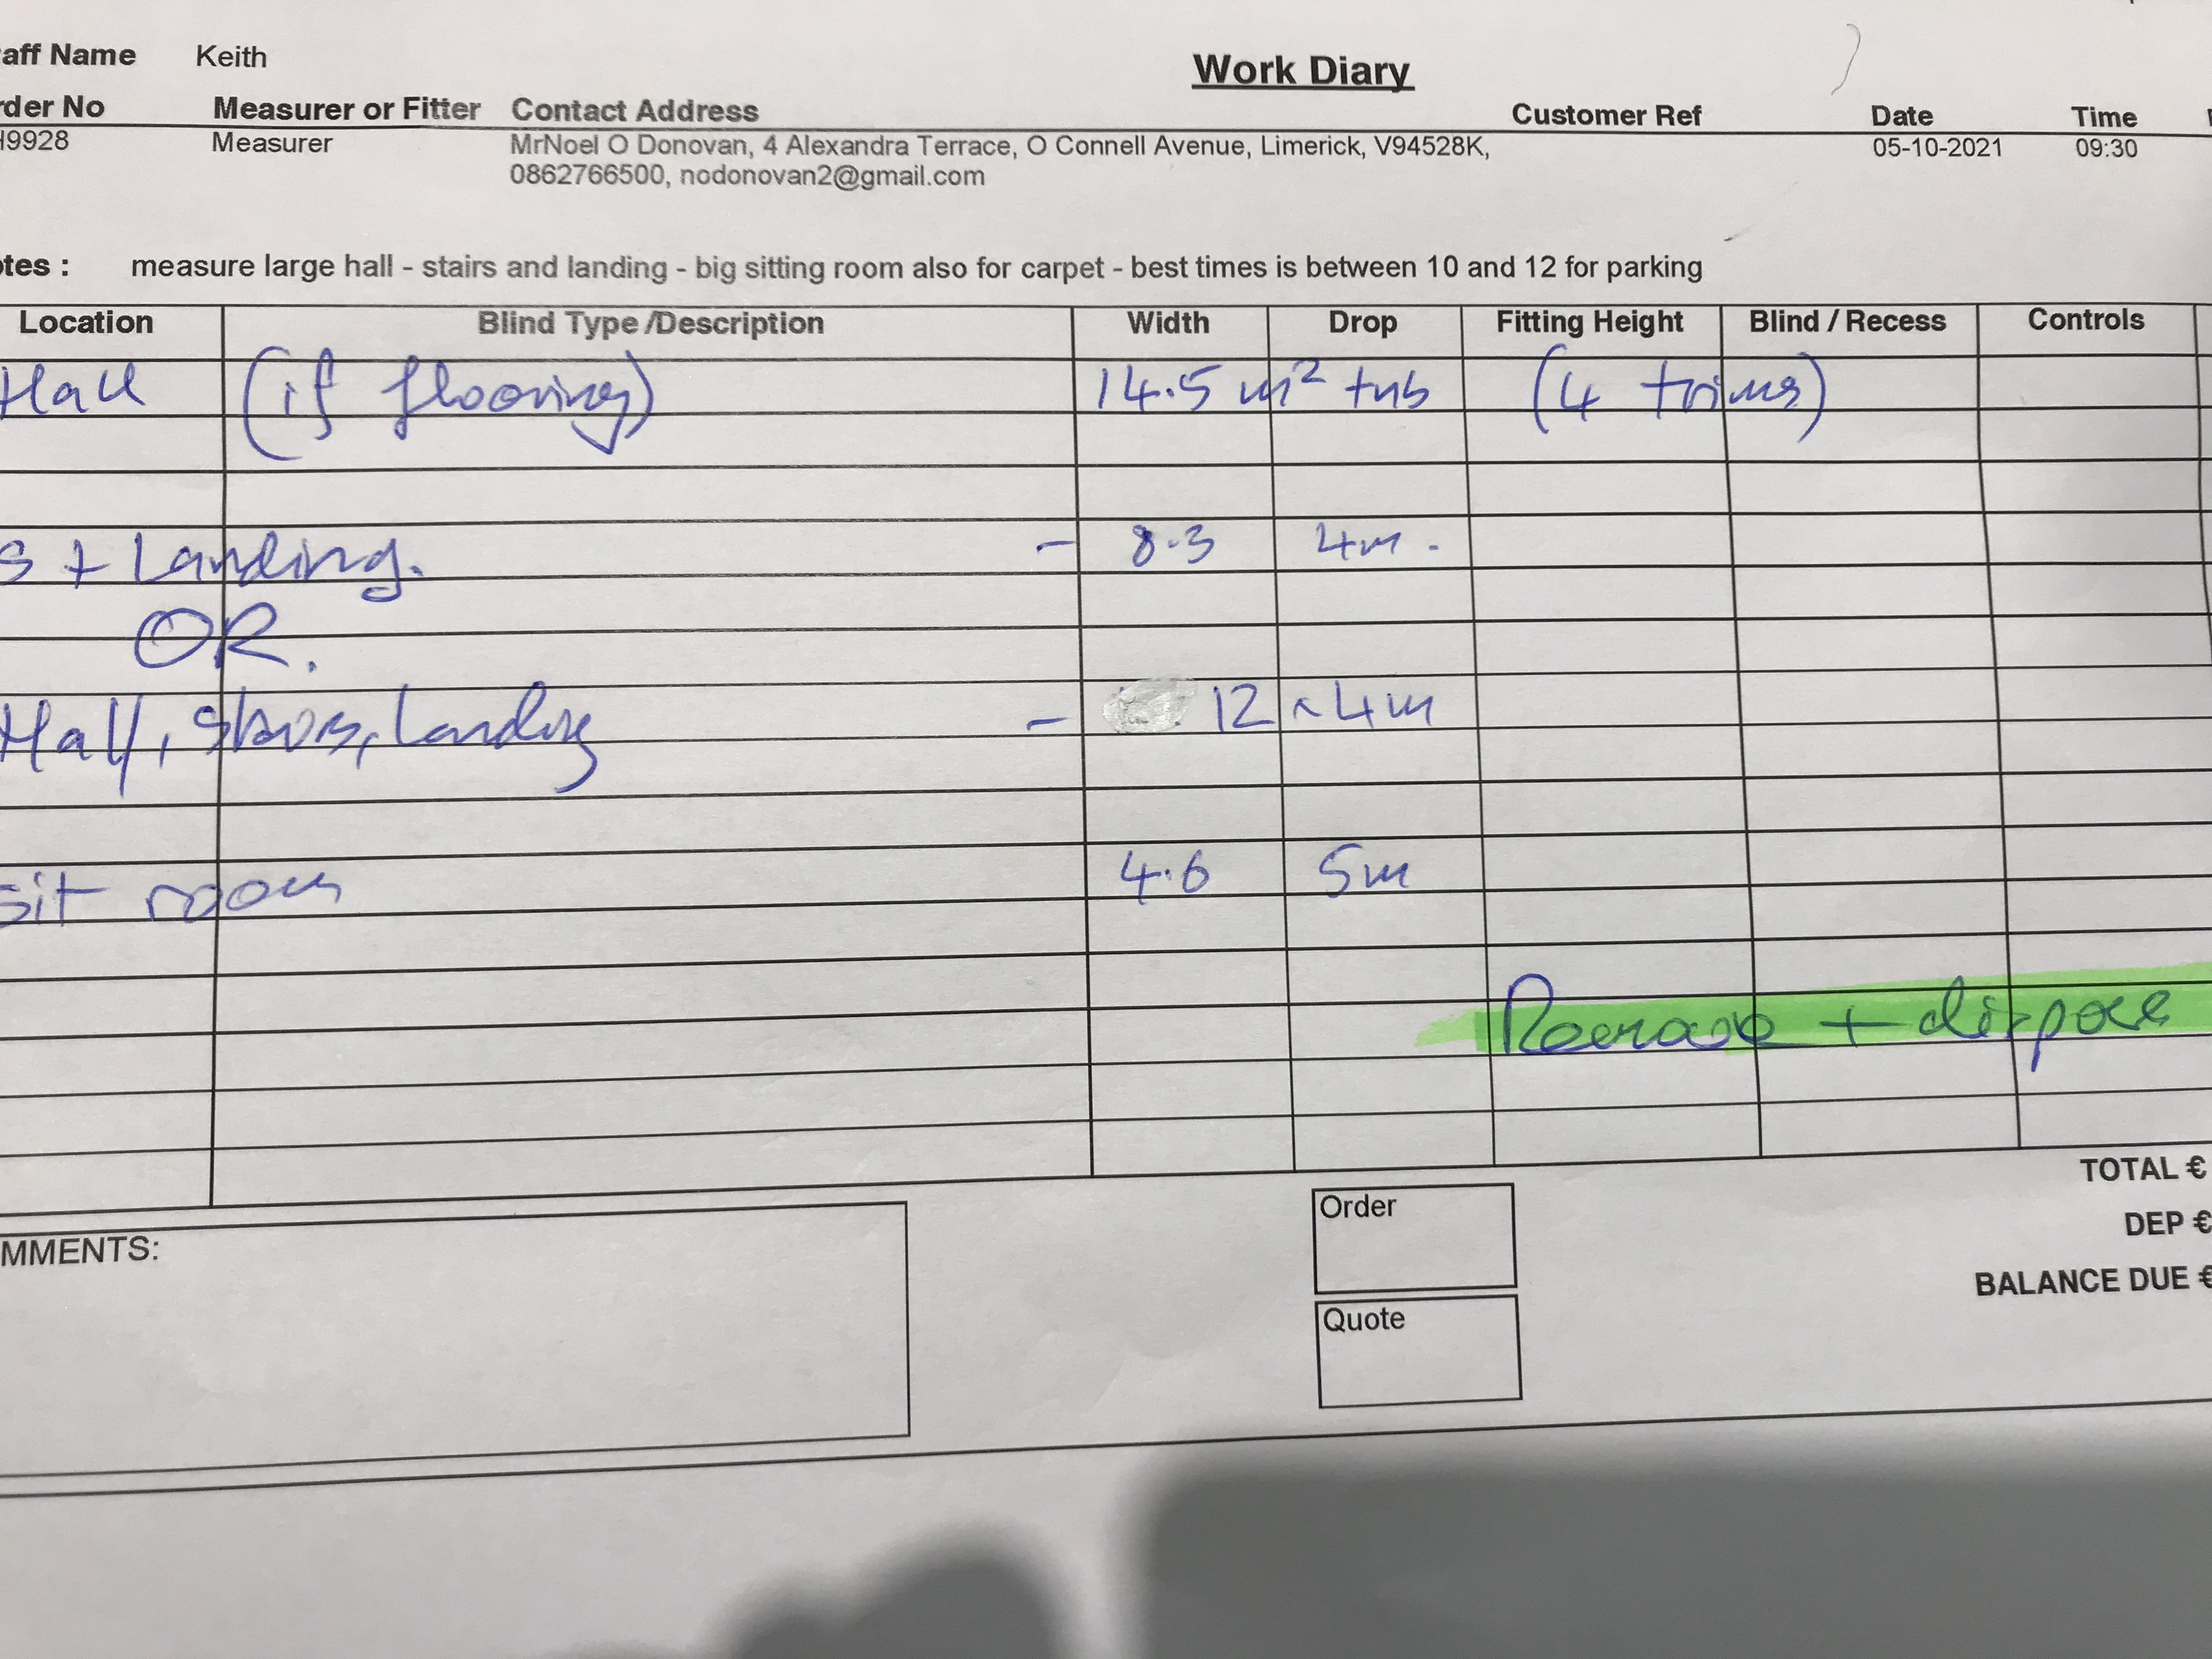 aff Name Keith
Work Diary
rder No Measurer or Fitter Contact Address Customer Ref Date Time
49928 Measurer MrNoel O Donovan, 4 Alexandra Terrace, O Connell Avenue, Limerick, V94528K, 05-10-2021 09:30
0862766500, nodonovan2@gmail.com
otes : measure large hall - stairs and landing - big sitting room also for carpet - best times is between 10 and 12 for parking
Location Blind Type /Description Width Drop Fitting Height Blind / Recess Controls
Hall (if flooring) 14.5 m² (4 trims)
S + Landing. - 8.3 4m.
OR.
Hall, stairs, landing - 12 x 4m
sit room 4.6 5m
Remove + dispose
TOTAL €
Order
DEP €
MMENTS:
BALANCE DUE €
Quote